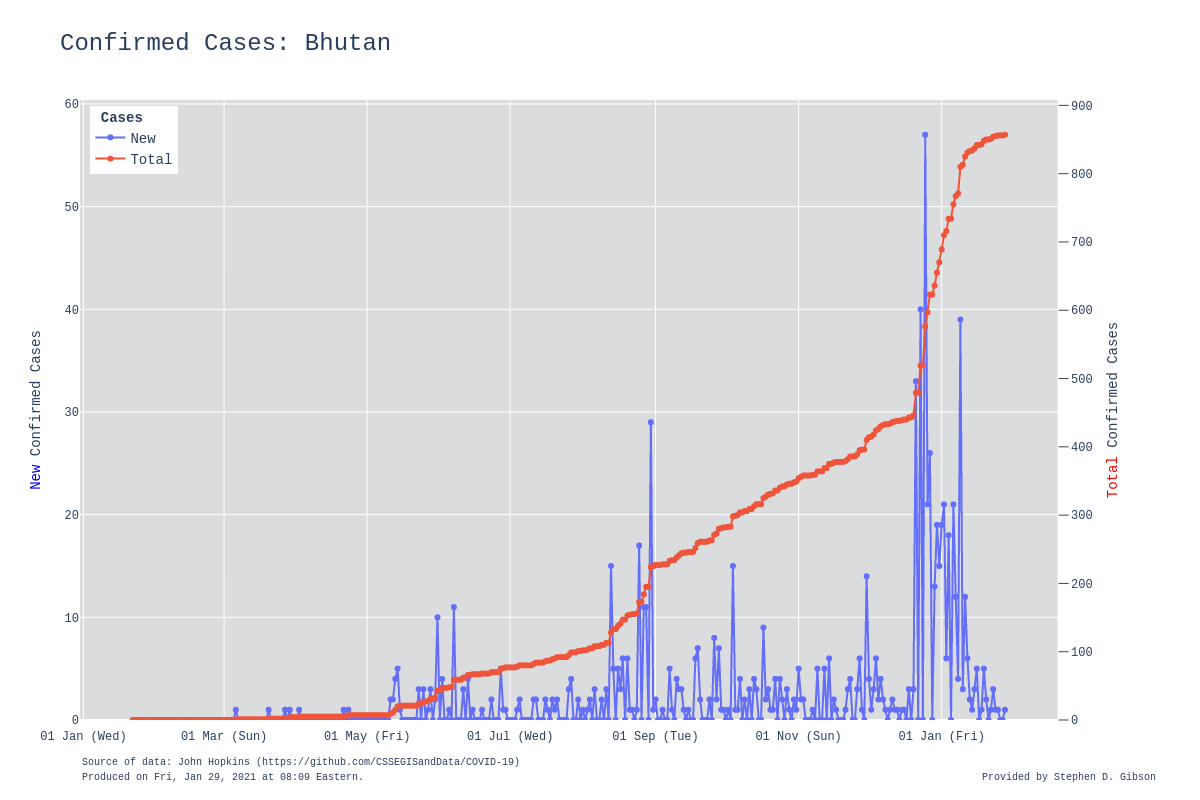 Confirmed Cases: Bhutan
Cases
New
Total
60
50
40
30
20
10
0
900
800
700
600
500
400
300
200
100
0
New Confirmed Cases
Total Confirmed Cases
01 Jan (Wed)
01 Mar (Sun)
01 May (Fri)
01 Jul (Wed)
01 Sep (Tue)
01 Nov (Sun)
01 Jan (Fri)
Source of data: John Hopkins (https://github.com/CSSEGISandData/COVID-19)
Produced on Fri, Jan 29, 2021 at 08:09 Eastern.
Provided by Stephen D. Gibson